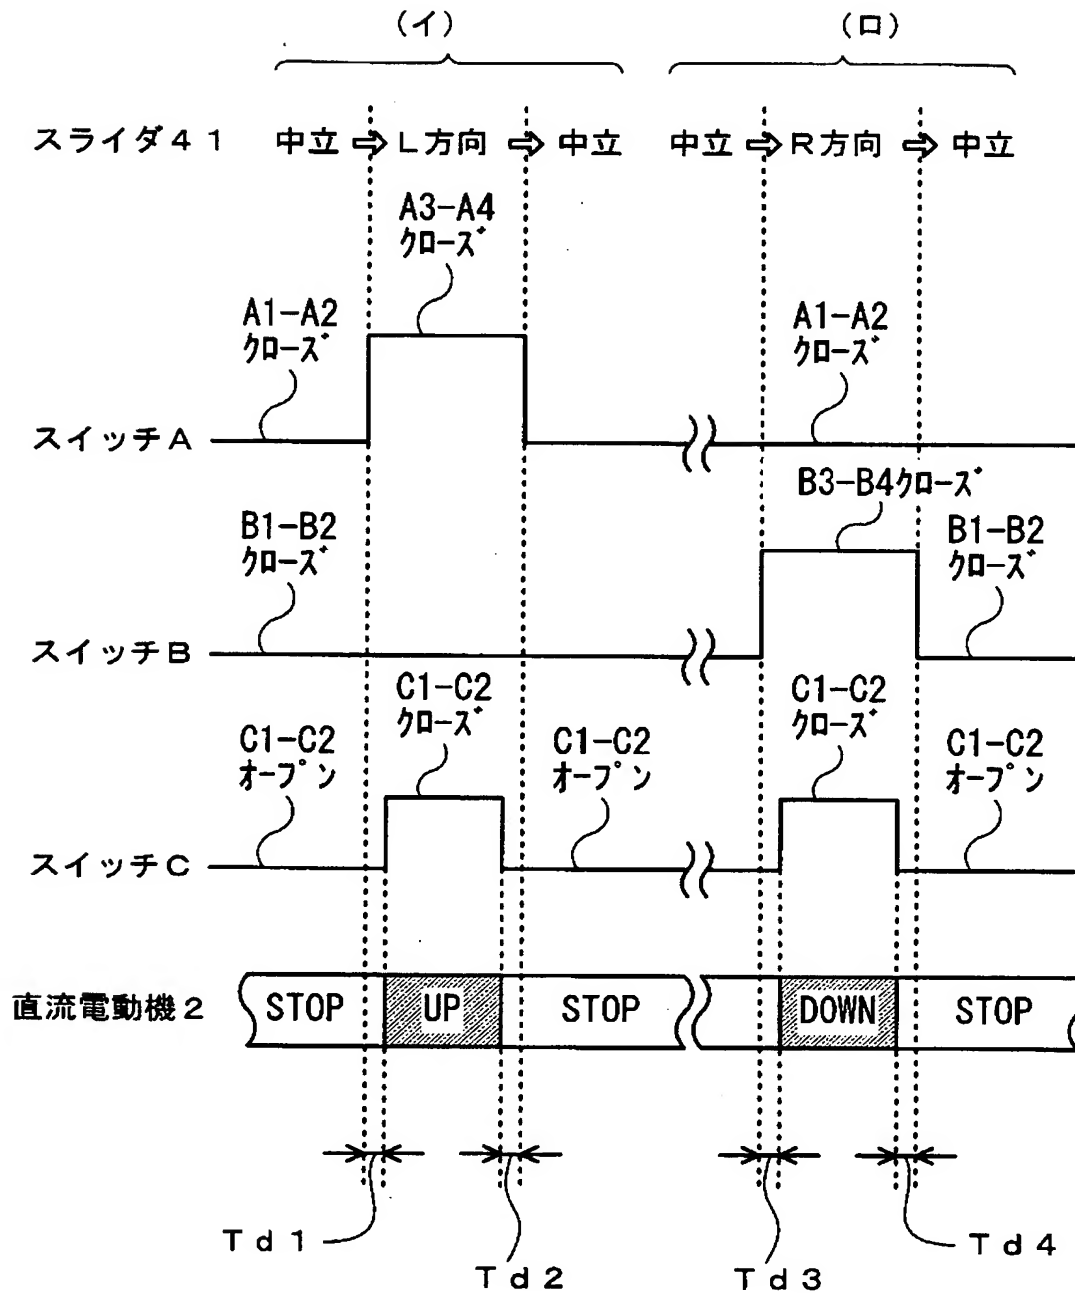 (イ)
(ロ)
スライダ41 中立⇨L方向⇨中立 中立⇨R方向⇨中立
A3-A4
クローズ
A1-A2
クローズ
A1-A2
クローズ
スイッチA
B3-B4クローズ
B1-B2
クローズ
B1-B2
クローズ
スイッチB
C1-C2
クローズ
C1-C2
クローズ
C1-C2
オープン
C1-C2
オープン
C1-C2
オープン
スイッチC
直流電動機2 STOP UP STOP DOWN STOP
Td1
Td2
Td3
Td4